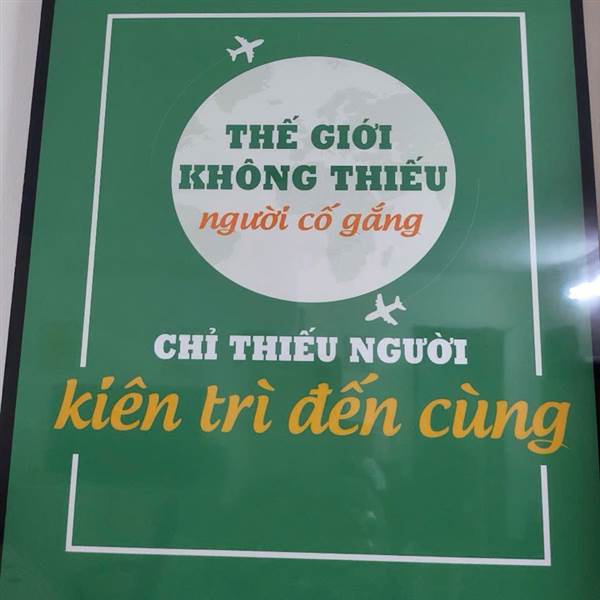 THẾ GIỚI
KHÔNG THIẾU
người cố gắng
CHỈ THIẾU NGƯỜI
kiên trì đến cùng